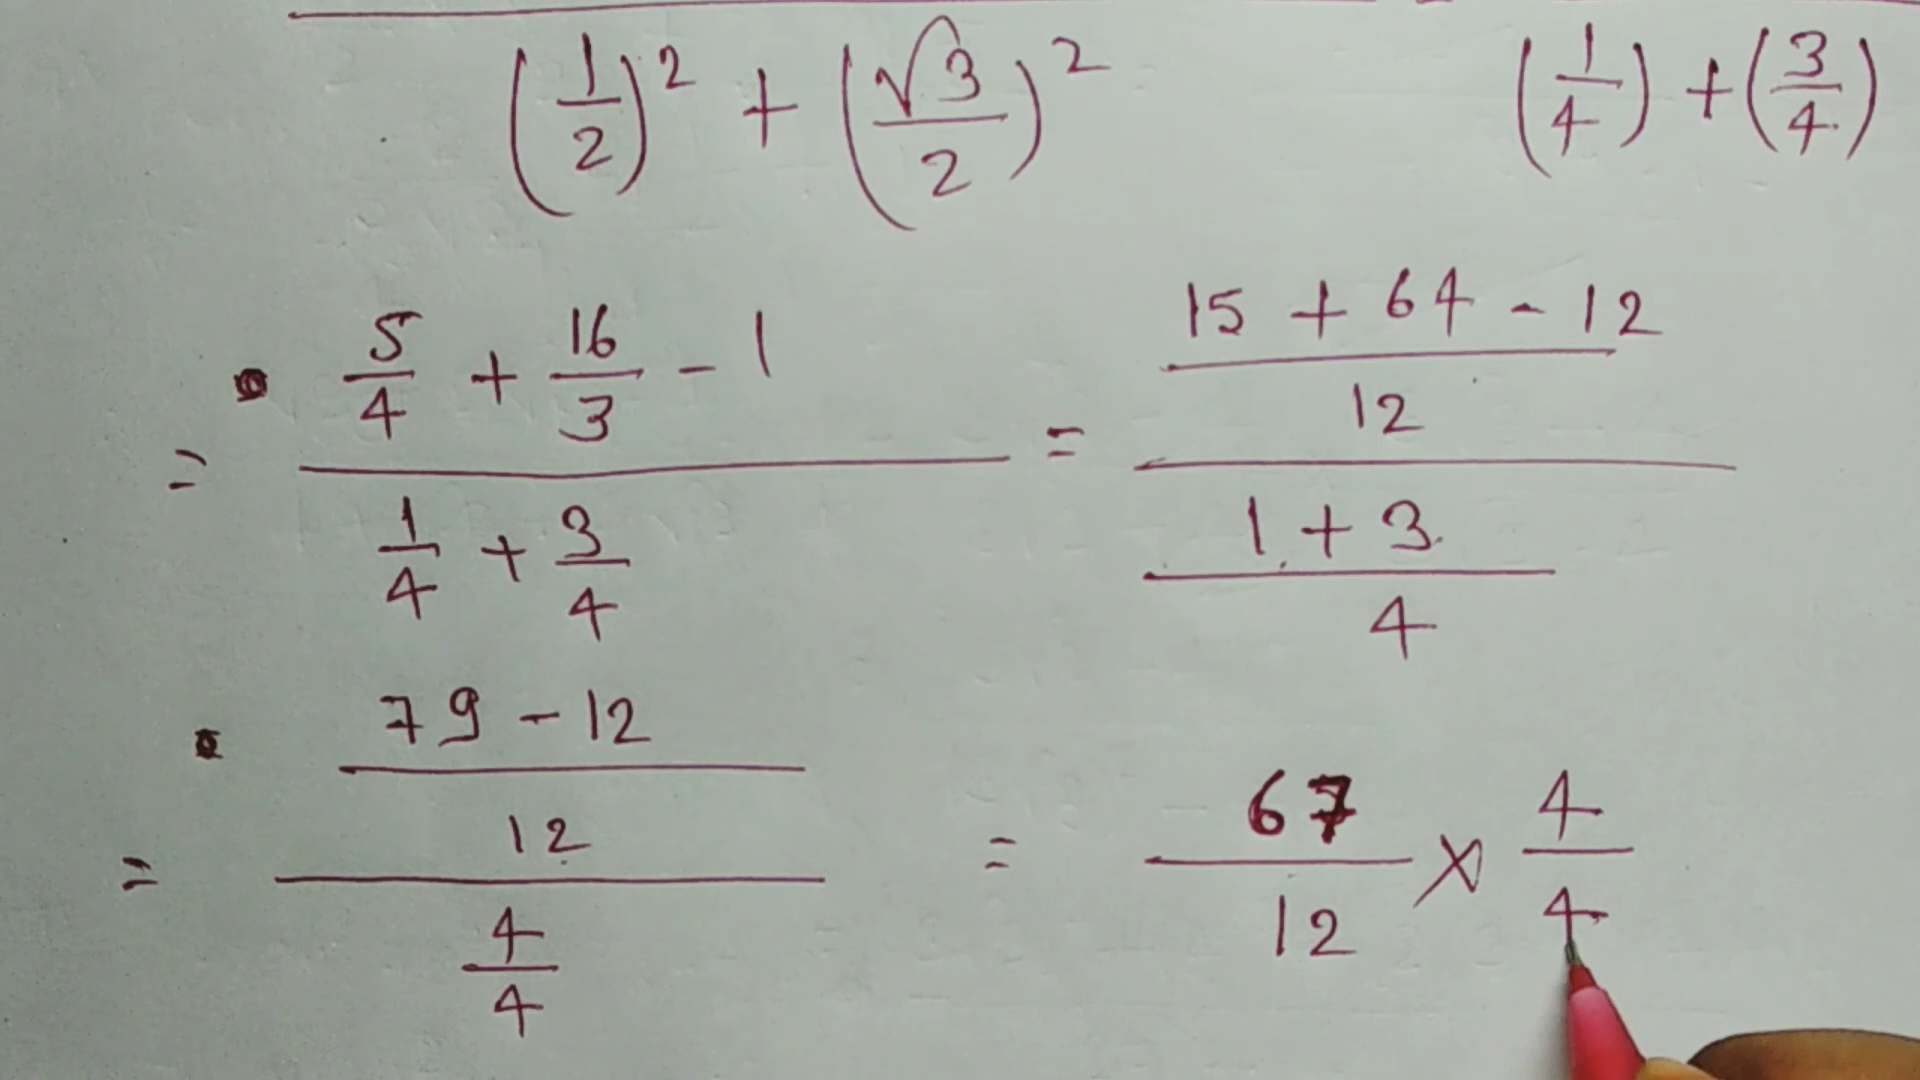 (1/2)² + (√3/2)² (1/4) + (3/4)
= 5/4 + 16/3 - 1 / 1/4 + 3/4 = 15 + 64 - 12 / 12 / 1 + 3 / 4
= 79 - 12 / 12 / 4/4 = 67/12 × 4/4